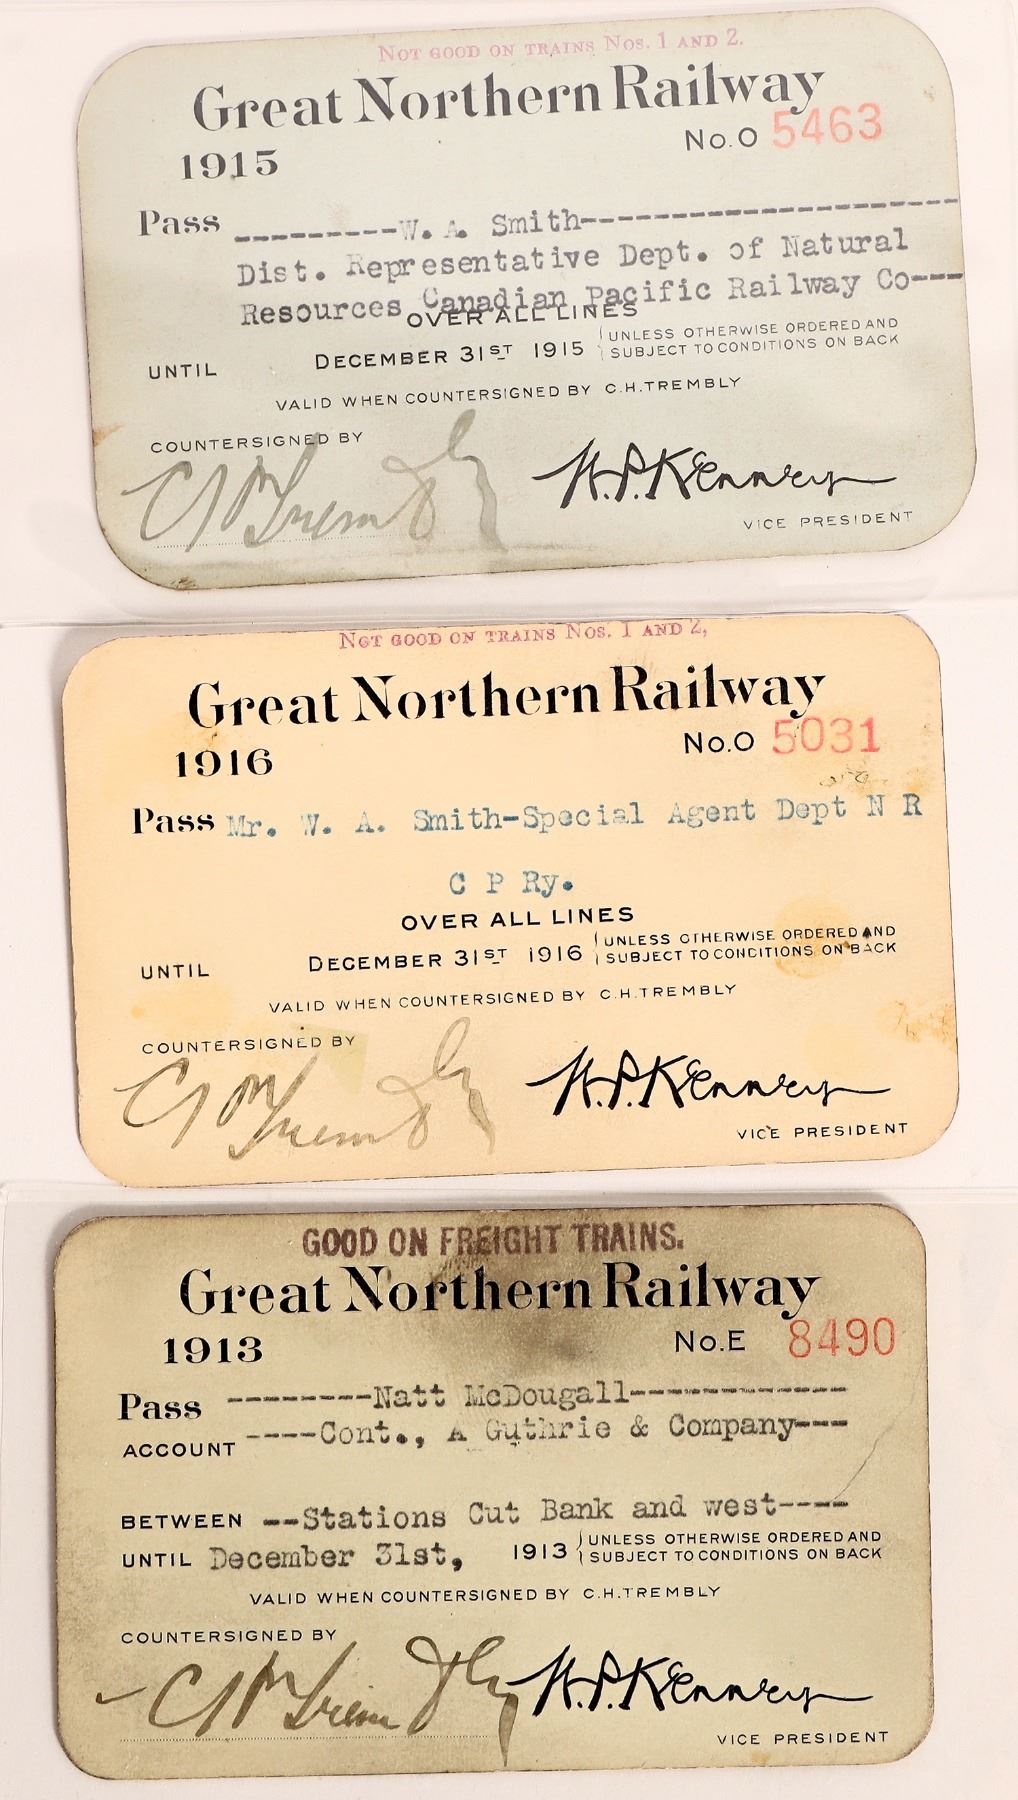 NOT GOOD ON TRAINS NOS. 1 AND 2.
Great Northern Railway
No.O 5463
1915
Pass ---------W. A. Smith---------------------
Dist. Representative Dept. of Natural
Resources Canadian Pacific Railway Co---
OVER ALL LINES
UNTIL DECEMBER 31ST 1915 UNLESS OTHERWISE ORDERED AND
SUBJECT TO CONDITIONS ON BACK
VALID WHEN COUNTERSIGNED BY C.H.TREMBLY
COUNTERSIGNED BY
W.P.Kenney
VICE PRESIDENT
NOT GOOD ON TRAINS NOS. 1 AND 2,
Great Northern Railway
No.O 5031
1916
Pass Mr. W. A. Smith-Special Agent Dept N R
C P Ry.
OVER ALL LINES
UNTIL DECEMBER 31ST 1916 UNLESS OTHERWISE ORDERED AND
SUBJECT TO CONDITIONS ON BACK
VALID WHEN COUNTERSIGNED BY C.H.TREMBLY
COUNTERSIGNED BY
W.P.Kenney
VICE PRESIDENT
GOOD ON FREIGHT TRAINS.
Great Northern Railway
No.E 8490
1913
Pass --------Natt McDougall---------------
ACCOUNT ----Cont., A Guthrie & Company---
BETWEEN --Stations Cut Bank and west----
UNTIL December 31st, 1913 UNLESS OTHERWISE ORDERED AND
SUBJECT TO CONDITIONS ON BACK
VALID WHEN COUNTERSIGNED BY C.H.TREMBLY
COUNTERSIGNED BY
W.P.Kenney
VICE PRESIDENT